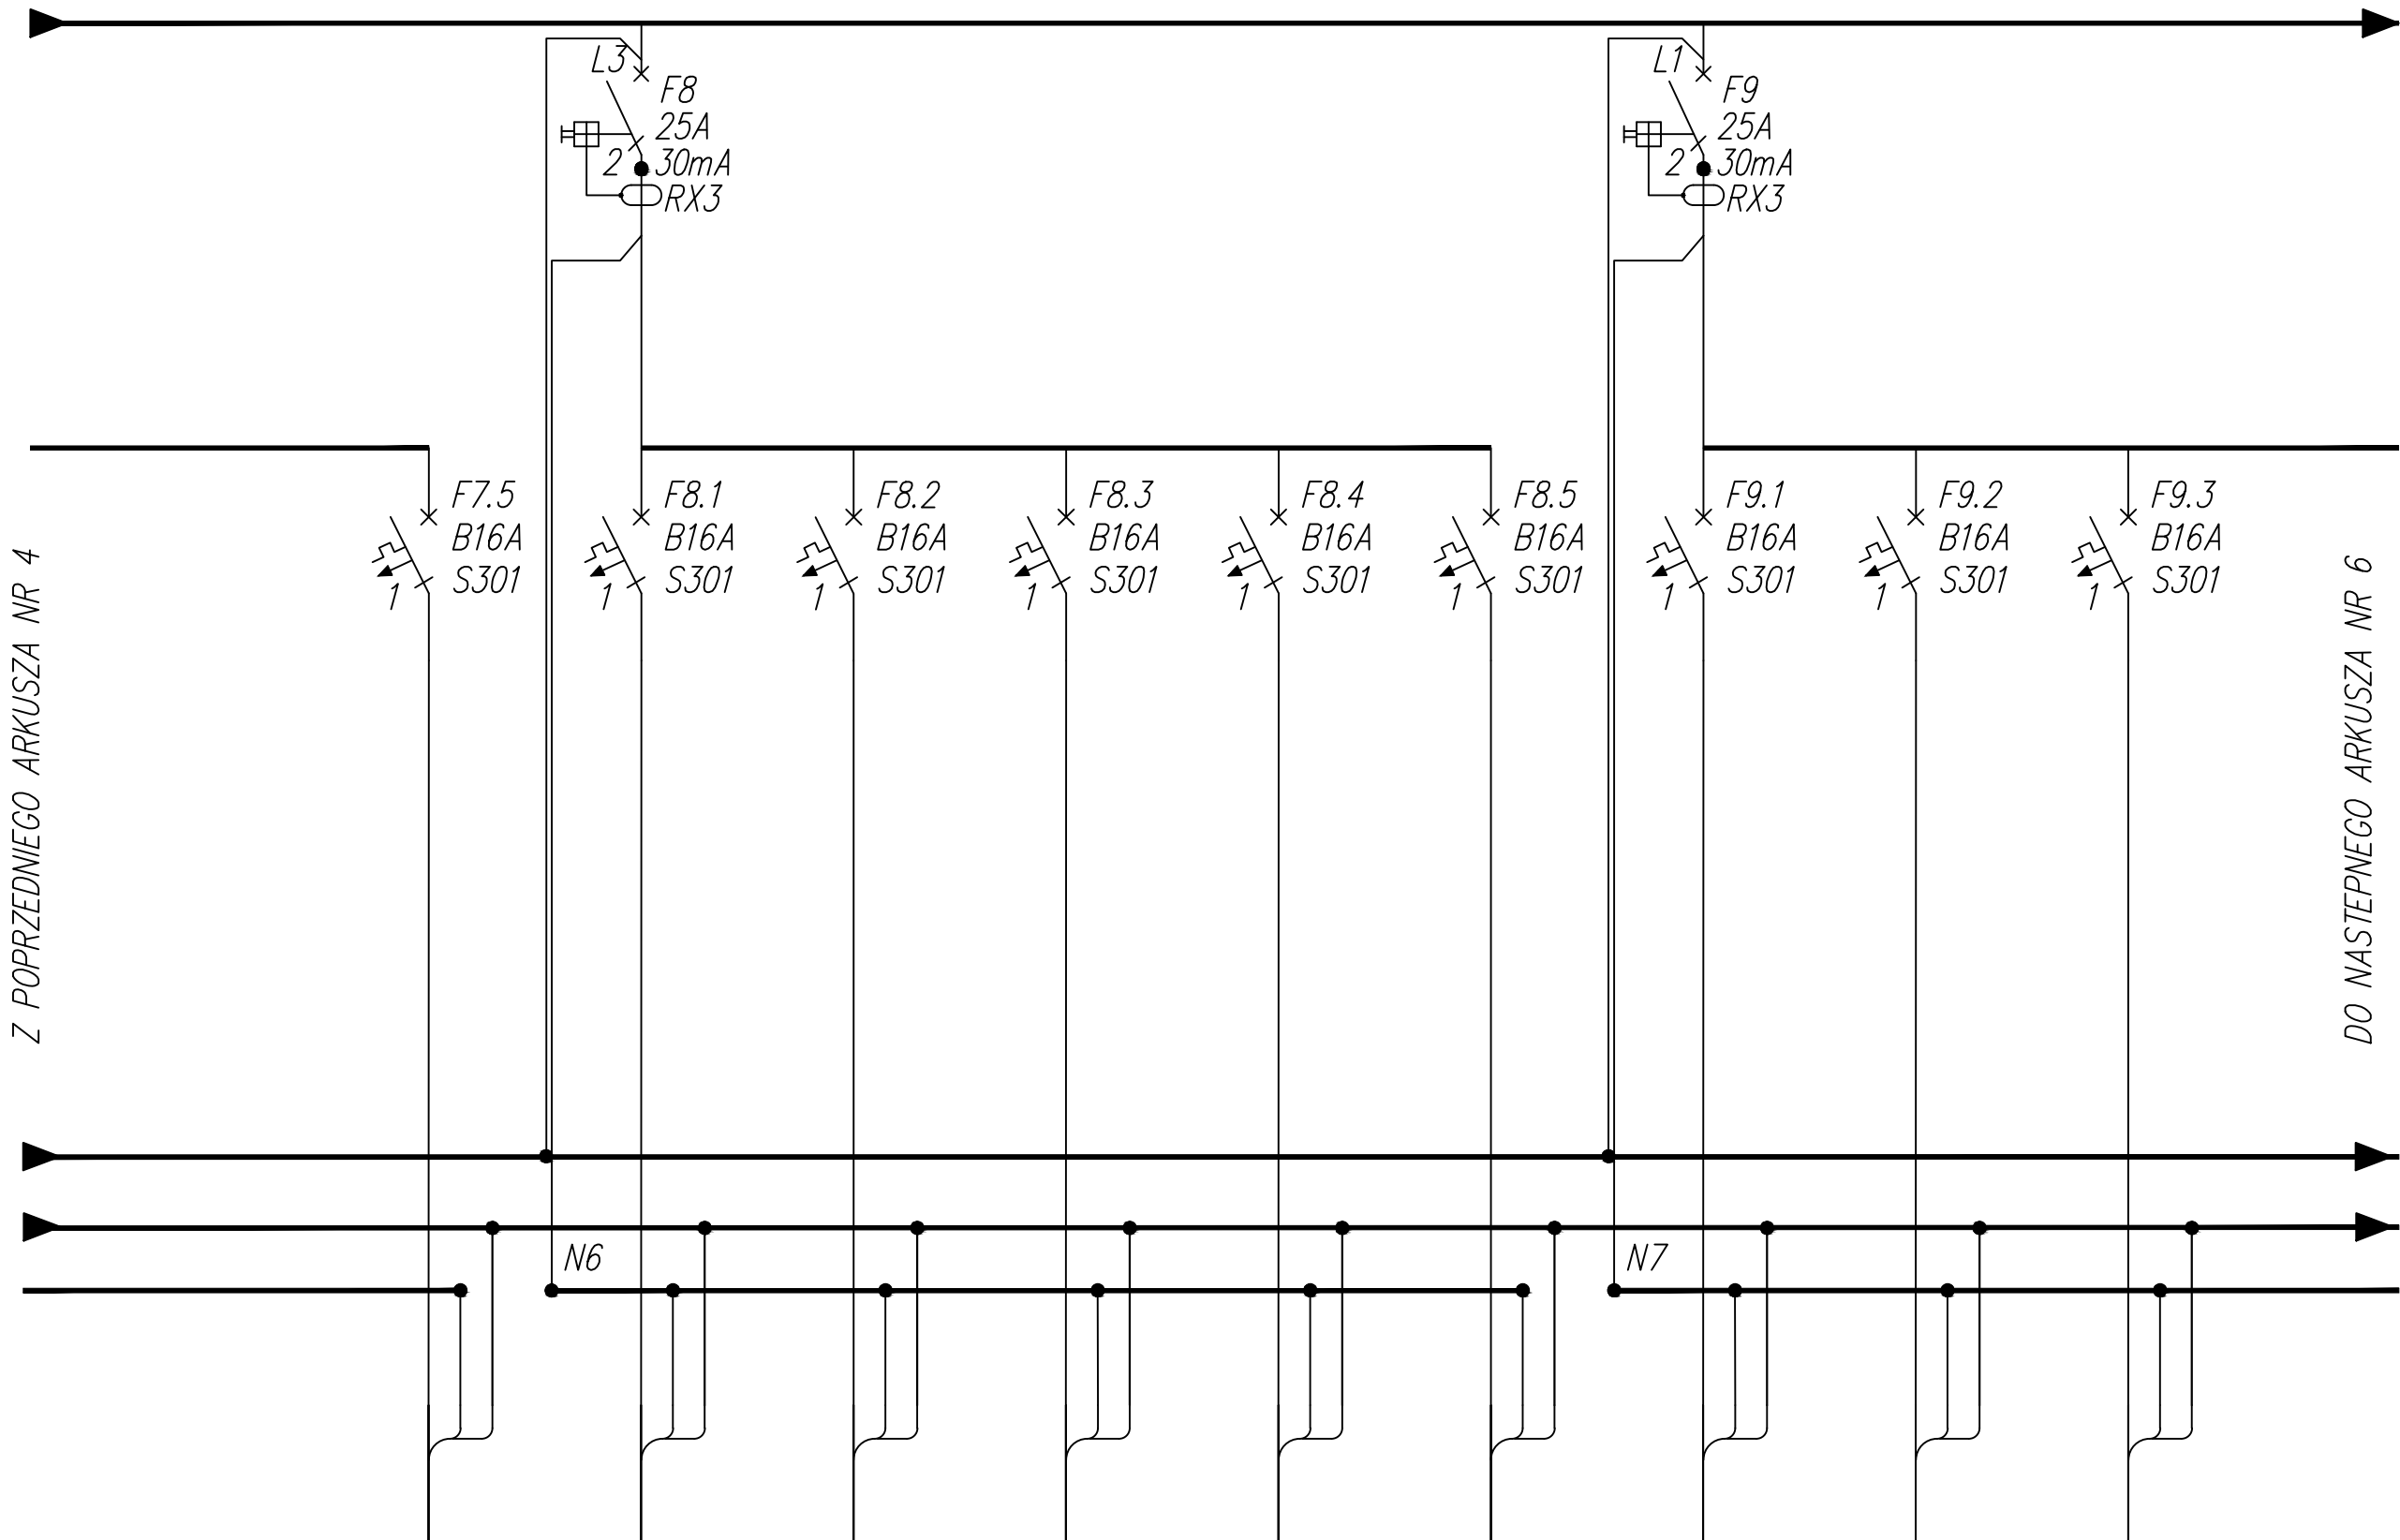 L3
F8
25A
2
30mA
RX3
L1
F9
25A
2
30mA
RX3
F7.5
B16A
S301
1
F8.1
B16A
S301
1
F8.2
B16A
S301
1
F8.3
B16A
S301
1
F8.4
B16A
S301
1
F8.5
B16A
S301
1
F9.1
B16A
S301
1
F9.2
B16A
S301
1
F9.3
B16A
S301
1
Z POPRZEDNIEGO ARKUSZA NR 4
DO NASTEPNEGO ARKUSZA NR 6
N6
N7